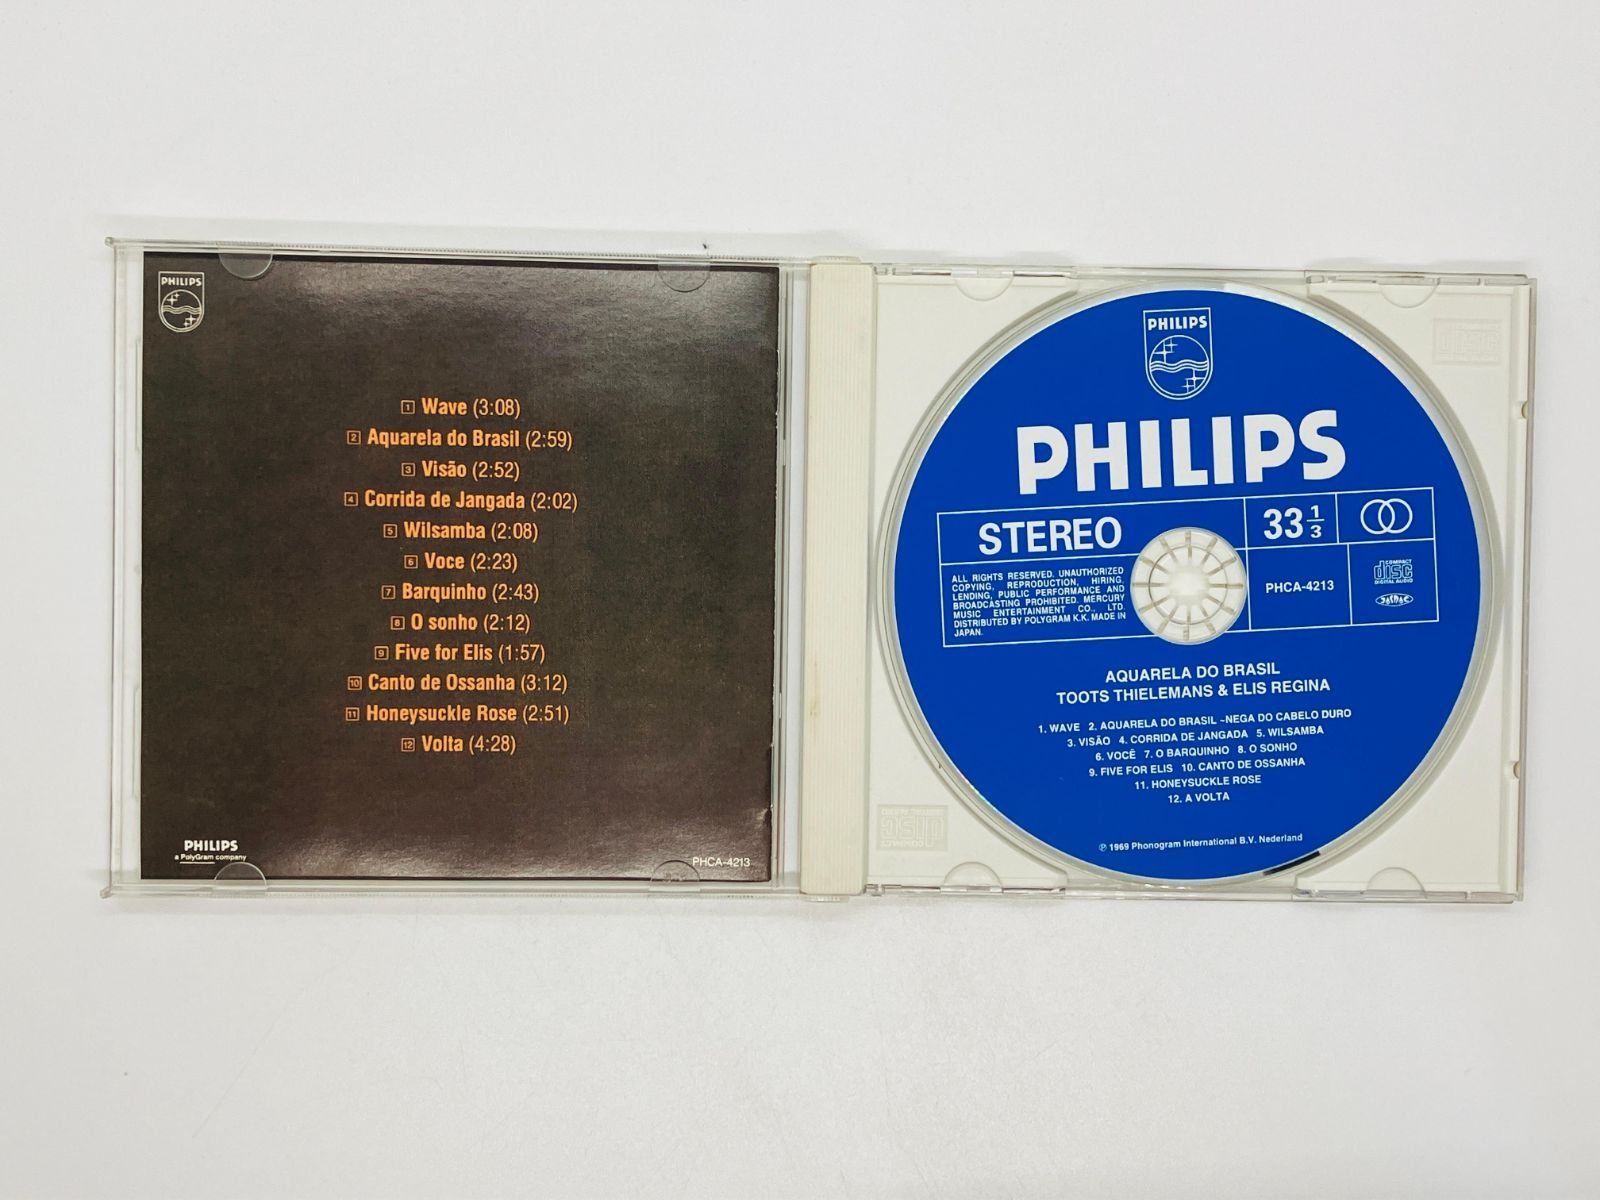 PHILIPS
1 Wave (3:08)
2 Aquarela do Brasil (2:59)
3 Visão (2:52)
4 Corrida de Jangada (2:02)
5 Wilsamba (2:08)
6 Voce (2:23)
7 Barquinho (2:43)
8 O sonho (2:12)
9 Five for Elis (1:57)
10 Canto de Ossanha (3:12)
11 Honeysuckle Rose (2:51)
12 Volta (4:28)
PHILIPS
a PolyGram company
PHCA-4213
PHILIPS
PHILIPS
STEREO
33 1/3
ALL RIGHTS RESERVED. UNAUTHORIZED
COPYING, REPRODUCTION, HIRING,
LENDING, PUBLIC PERFORMANCE AND
BROADCASTING PROHIBITED. MERCURY
MUSIC ENTERTAINMENT CO., LTD.
DISTRIBUTED BY POLYGRAM K.K. MADE IN
JAPAN.
PHCA-4213
COMPACT
disc
DIGITAL AUDIO
AQUARELA DO BRASIL
TOOTS THIELEMANS & ELIS REGINA
1. WAVE 2. AQUARELA DO BRASIL ~NEGA DO CABELO DURO
3. VISÃO 4. CORRIDA DE JANGADA 5. WILSAMBA
6. VOCÊ 7. O BARQUINHO 8. O SONHO
9. FIVE FOR ELIS 10. CANTO DE OSSANHA
11. HONEYSUCKLE ROSE
12. A VOLTA
℗ 1969 Phonogram International B.V. Nederland